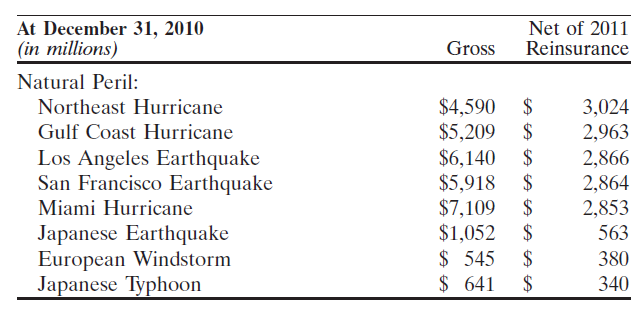 At December 31, 2010 Net of 2011
(in millions) Gross Reinsurance
Natural Peril:
Northeast Hurricane $4,590 $ 3,024
Gulf Coast Hurricane $5,209 $ 2,963
Los Angeles Earthquake $6,140 $ 2,866
San Francisco Earthquake $5,918 $ 2,864
Miami Hurricane $7,109 $ 2,853
Japanese Earthquake $1,052 $ 563
European Windstorm $ 545 $ 380
Japanese Typhoon $ 641 $ 340